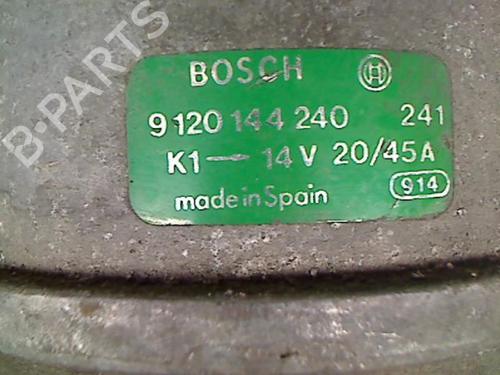 BOSCH
9 120 144 240 241
K1 — 14 V 20/45A
made in Spain 914
B-PARTS